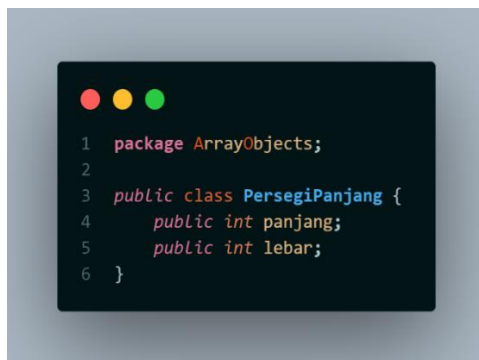 1 package ArrayObjects;
2
3 public class PersegiPanjang {
4 public int panjang;
5 public int lebar;
6 }